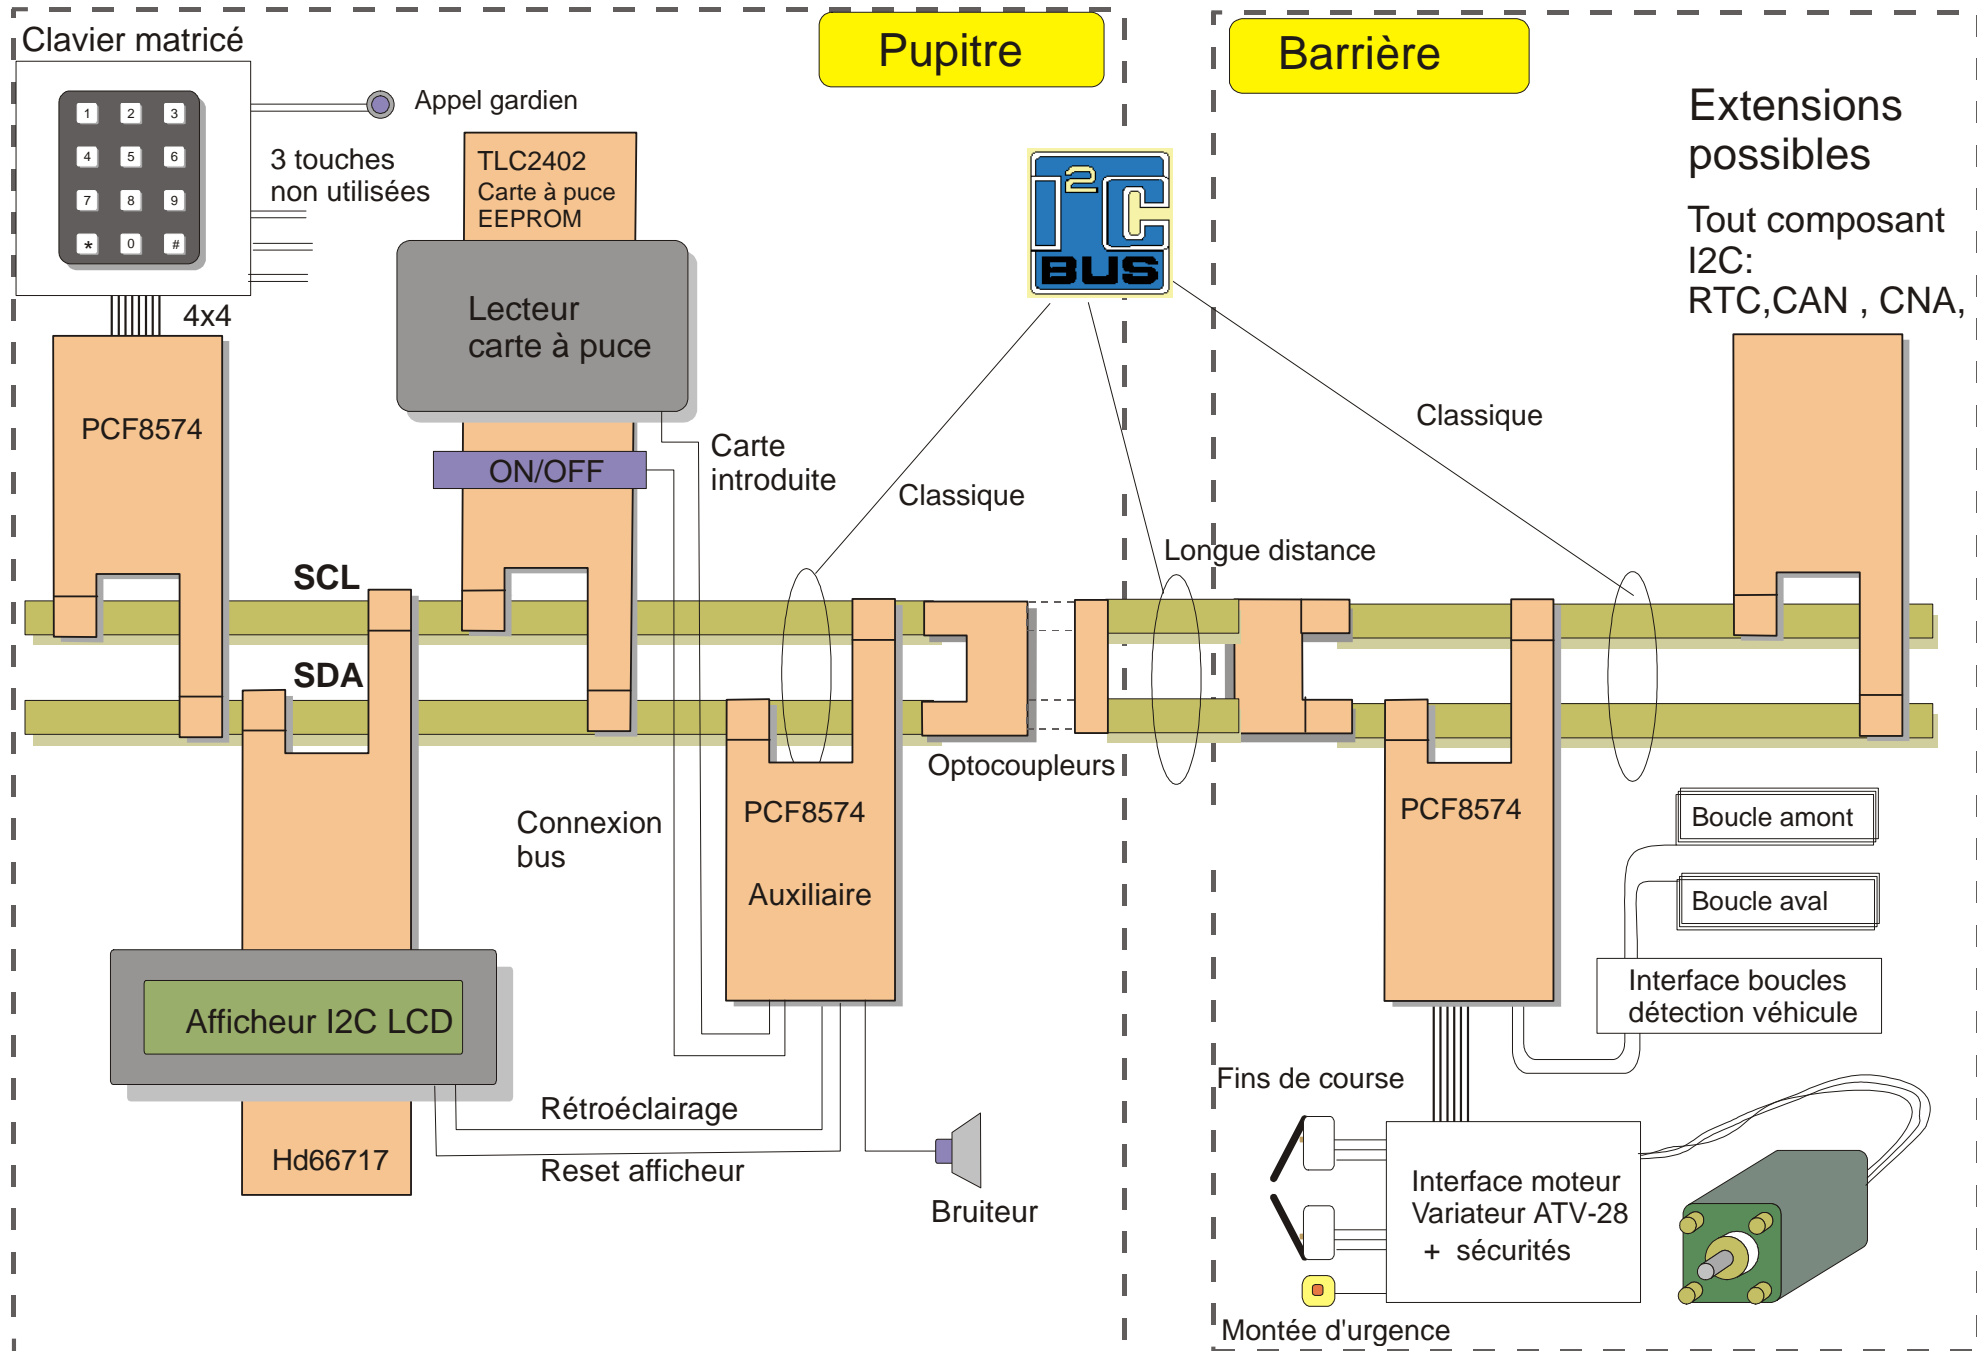 Clavier matricé
Pupitre
Barrière
1 2 3
4 5 6
7 8 9
* 0 #
Appel gardien
3 touches
non utilisées
4x4
TLC2402
Carte à puce
EEPROM
Lecteur
carte à puce
ON/OFF
I2C
BUS
Extensions
possibles
Tout composant
I2C:
RTC,CAN , CNA,
PCF8574
Carte
introduite
Classique
Classique
Longue distance
SCL
SDA
Optocoupleurs
Connexion
bus
PCF8574
Auxiliaire
PCF8574
Boucle amont
Boucle aval
Interface boucles
détection véhicule
Afficheur I2C LCD
Hd66717
Rétroéclairage
Reset afficheur
Bruiteur
Fins de course
Interface moteur
Variateur ATV-28
+ sécurités
Montée d'urgence